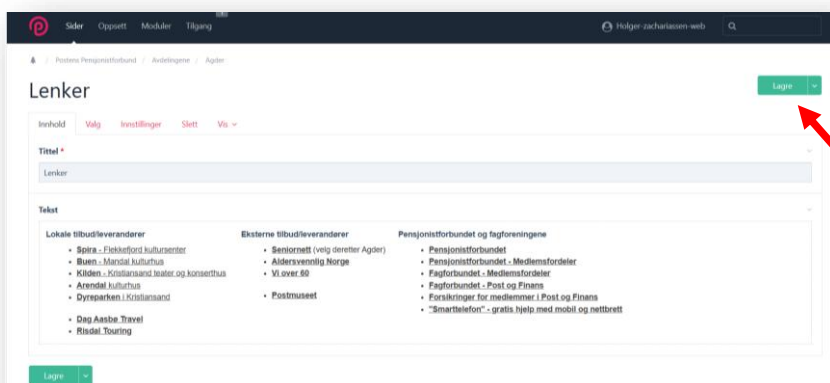 Sider Oppsett Moduler Tilgang Holger-zachariassen-web
/ Postens Pensjonistforbund / Avdelingene / Agder
Lenker
Lagre
Innhold Valg Innstillinger Slett Vis
Tittel *
Lenker
Tekst
Lokale tilbud/leverandører
Spira - Flekkefjord kultursenter
Buen - Mandal kulturhus
Kilden - Kristiansand teater og konserthus
Arendal kulturhus
Dyreparken i Kristiansand
Dag Aasbø Travel
Risdal Touring
Eksterne tilbud/leverandører
Seniornett (velg deretter Agder)
Aldersvennlig Norge
Vi over 60
Postmuseet
Pensjonistforbundet og fagforeningene
Pensjonistforbundet
Pensjonistforbundet - Medlemsfordeler
Fagforbundet - Medlemsfordeler
Fagforbundet - Post og Finans
Forsikringer for medlemmer i Post og Finans
"Smarttelefon" - gratis hjelp med mobil og nettbrett
Lagre